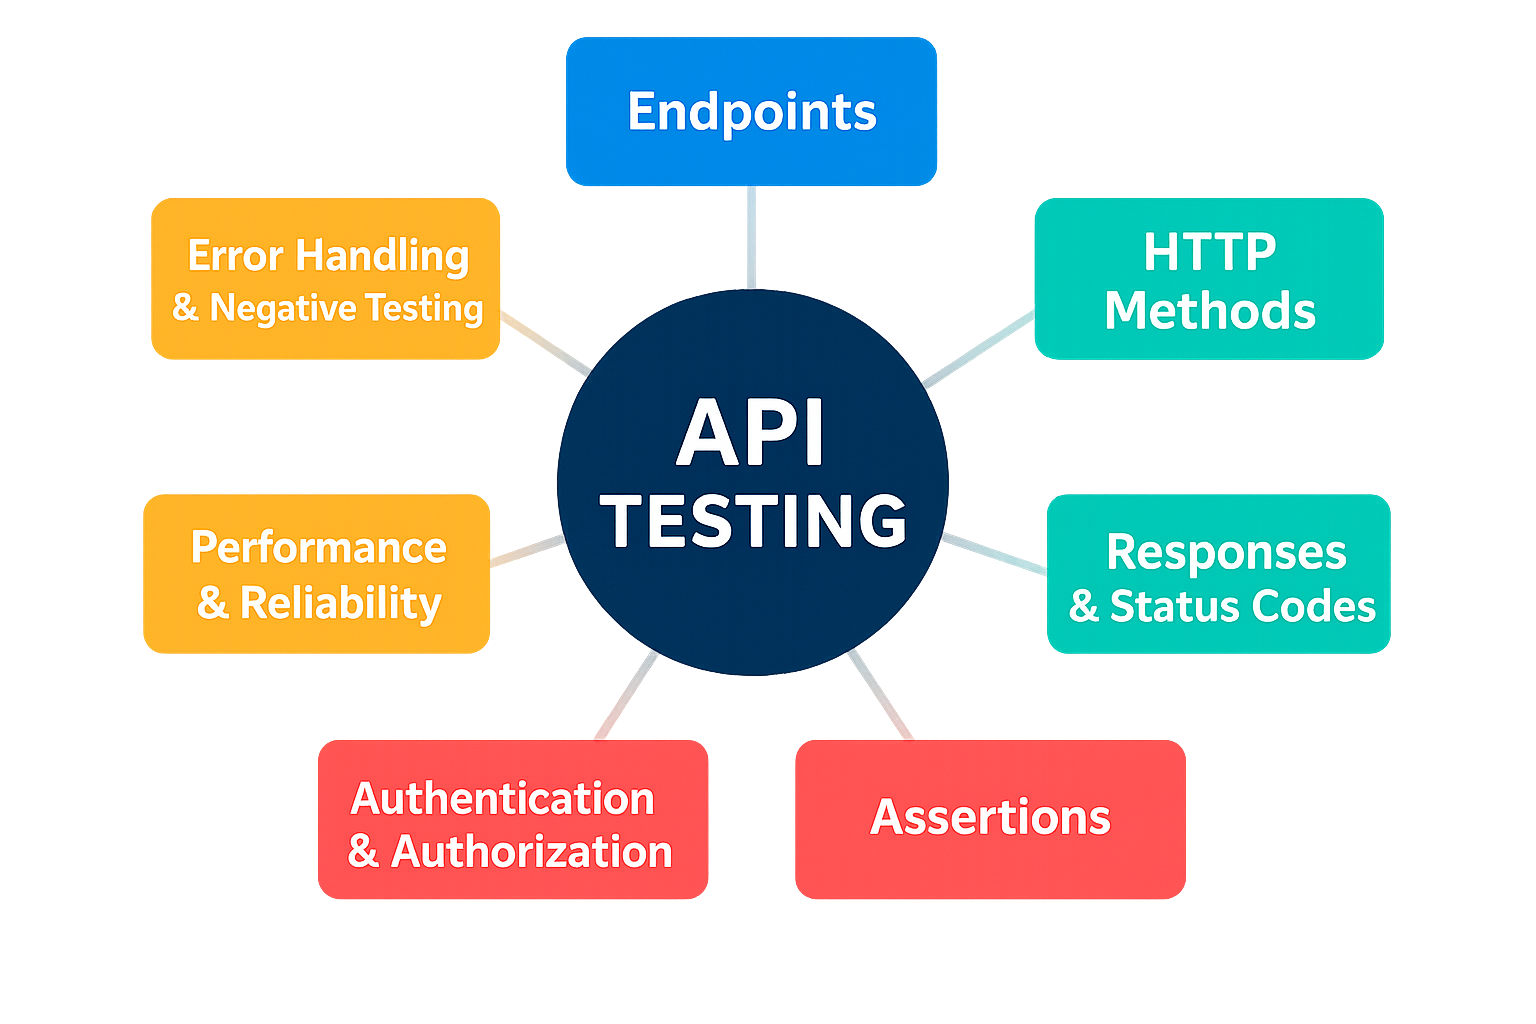 Endpoints
Error Handling
& Negative Testing
HTTP
Methods
API
TESTING
Performance
& Reliability
Responses
& Status Codes
Authentication
& Authorization
Assertions